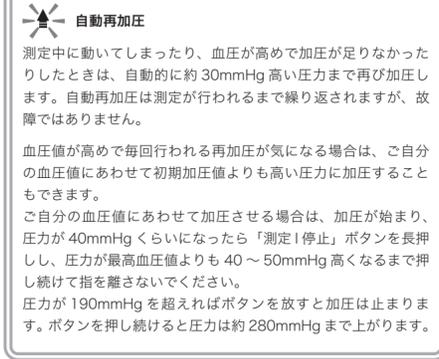 自動再加圧
測定中に動いてしまったり、血圧が高めで加圧が足りなかった
りしたときは、自動的に約 30mmHg 高い圧力まで再び加圧し
ます。自動再加圧は測定が行われるまで繰り返されますが、故
障ではありません。
血圧値が高めで毎回行われる再加圧が気になる場合は、ご自分
の血圧値にあわせて初期加圧値よりも高い圧力に加圧すること
もできます。
ご自分の血圧値にあわせて加圧させる場合は、加圧が始まり、
圧力が 40mmHg くらいになったら「測定 | 停止」ボタンを長押
しし、圧力が最高血圧値よりも 40 ～ 50mmHg 高くなるまで押
し続けて指を離さないでください。
圧力が 190mmHg を超えればボタンを放すと加圧は止まりま
す。ボタンを押し続けると圧力は約 280mmHg まで上がります。